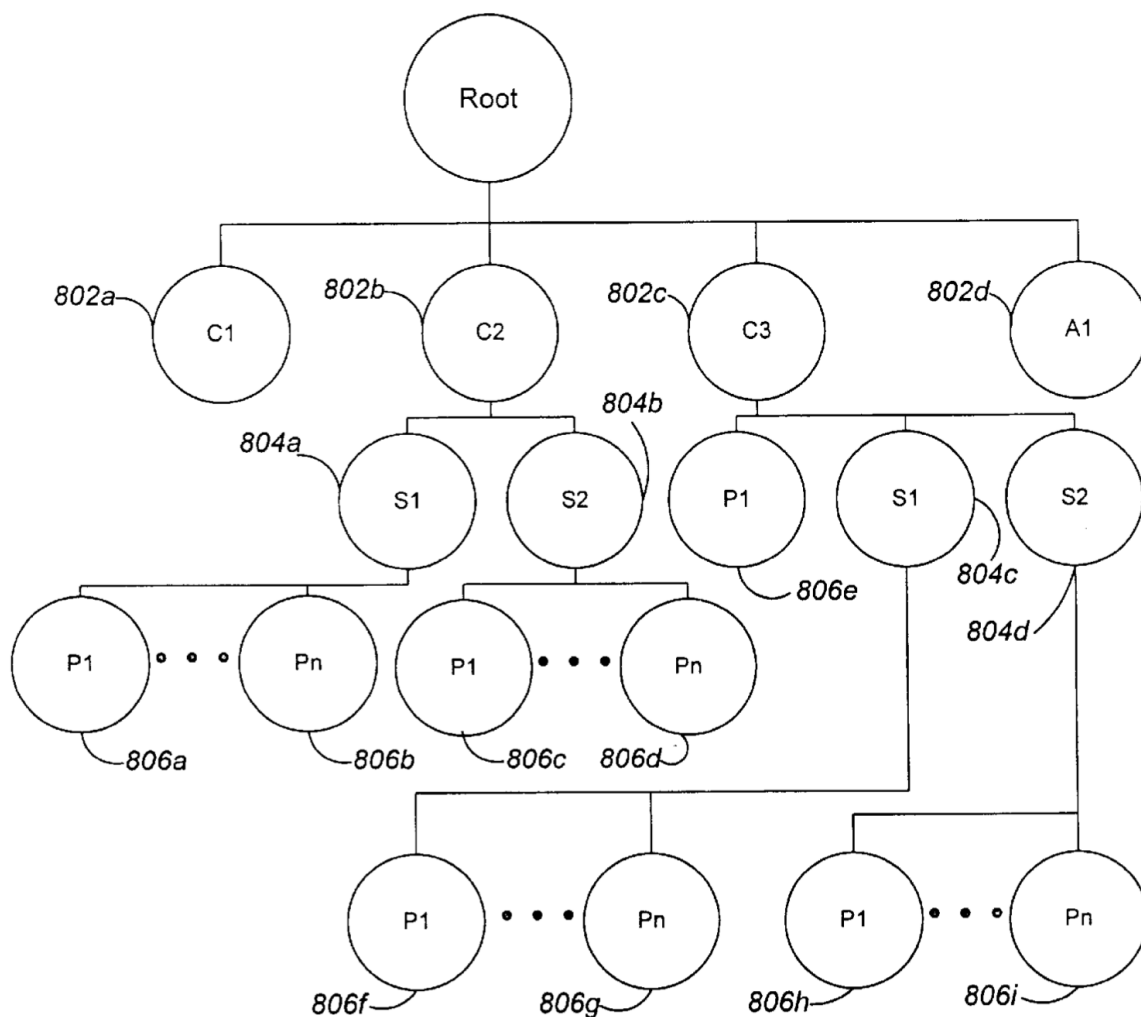 Root
802a
C1
802b
C2
802c
C3
802d
A1
804a
S1
S2
804b
P1
806e
S1
804c
S2
804d
P1
806a
Pn
806b
P1
806c
Pn
806d
P1
806f
Pn
806g
P1
806h
Pn
806i